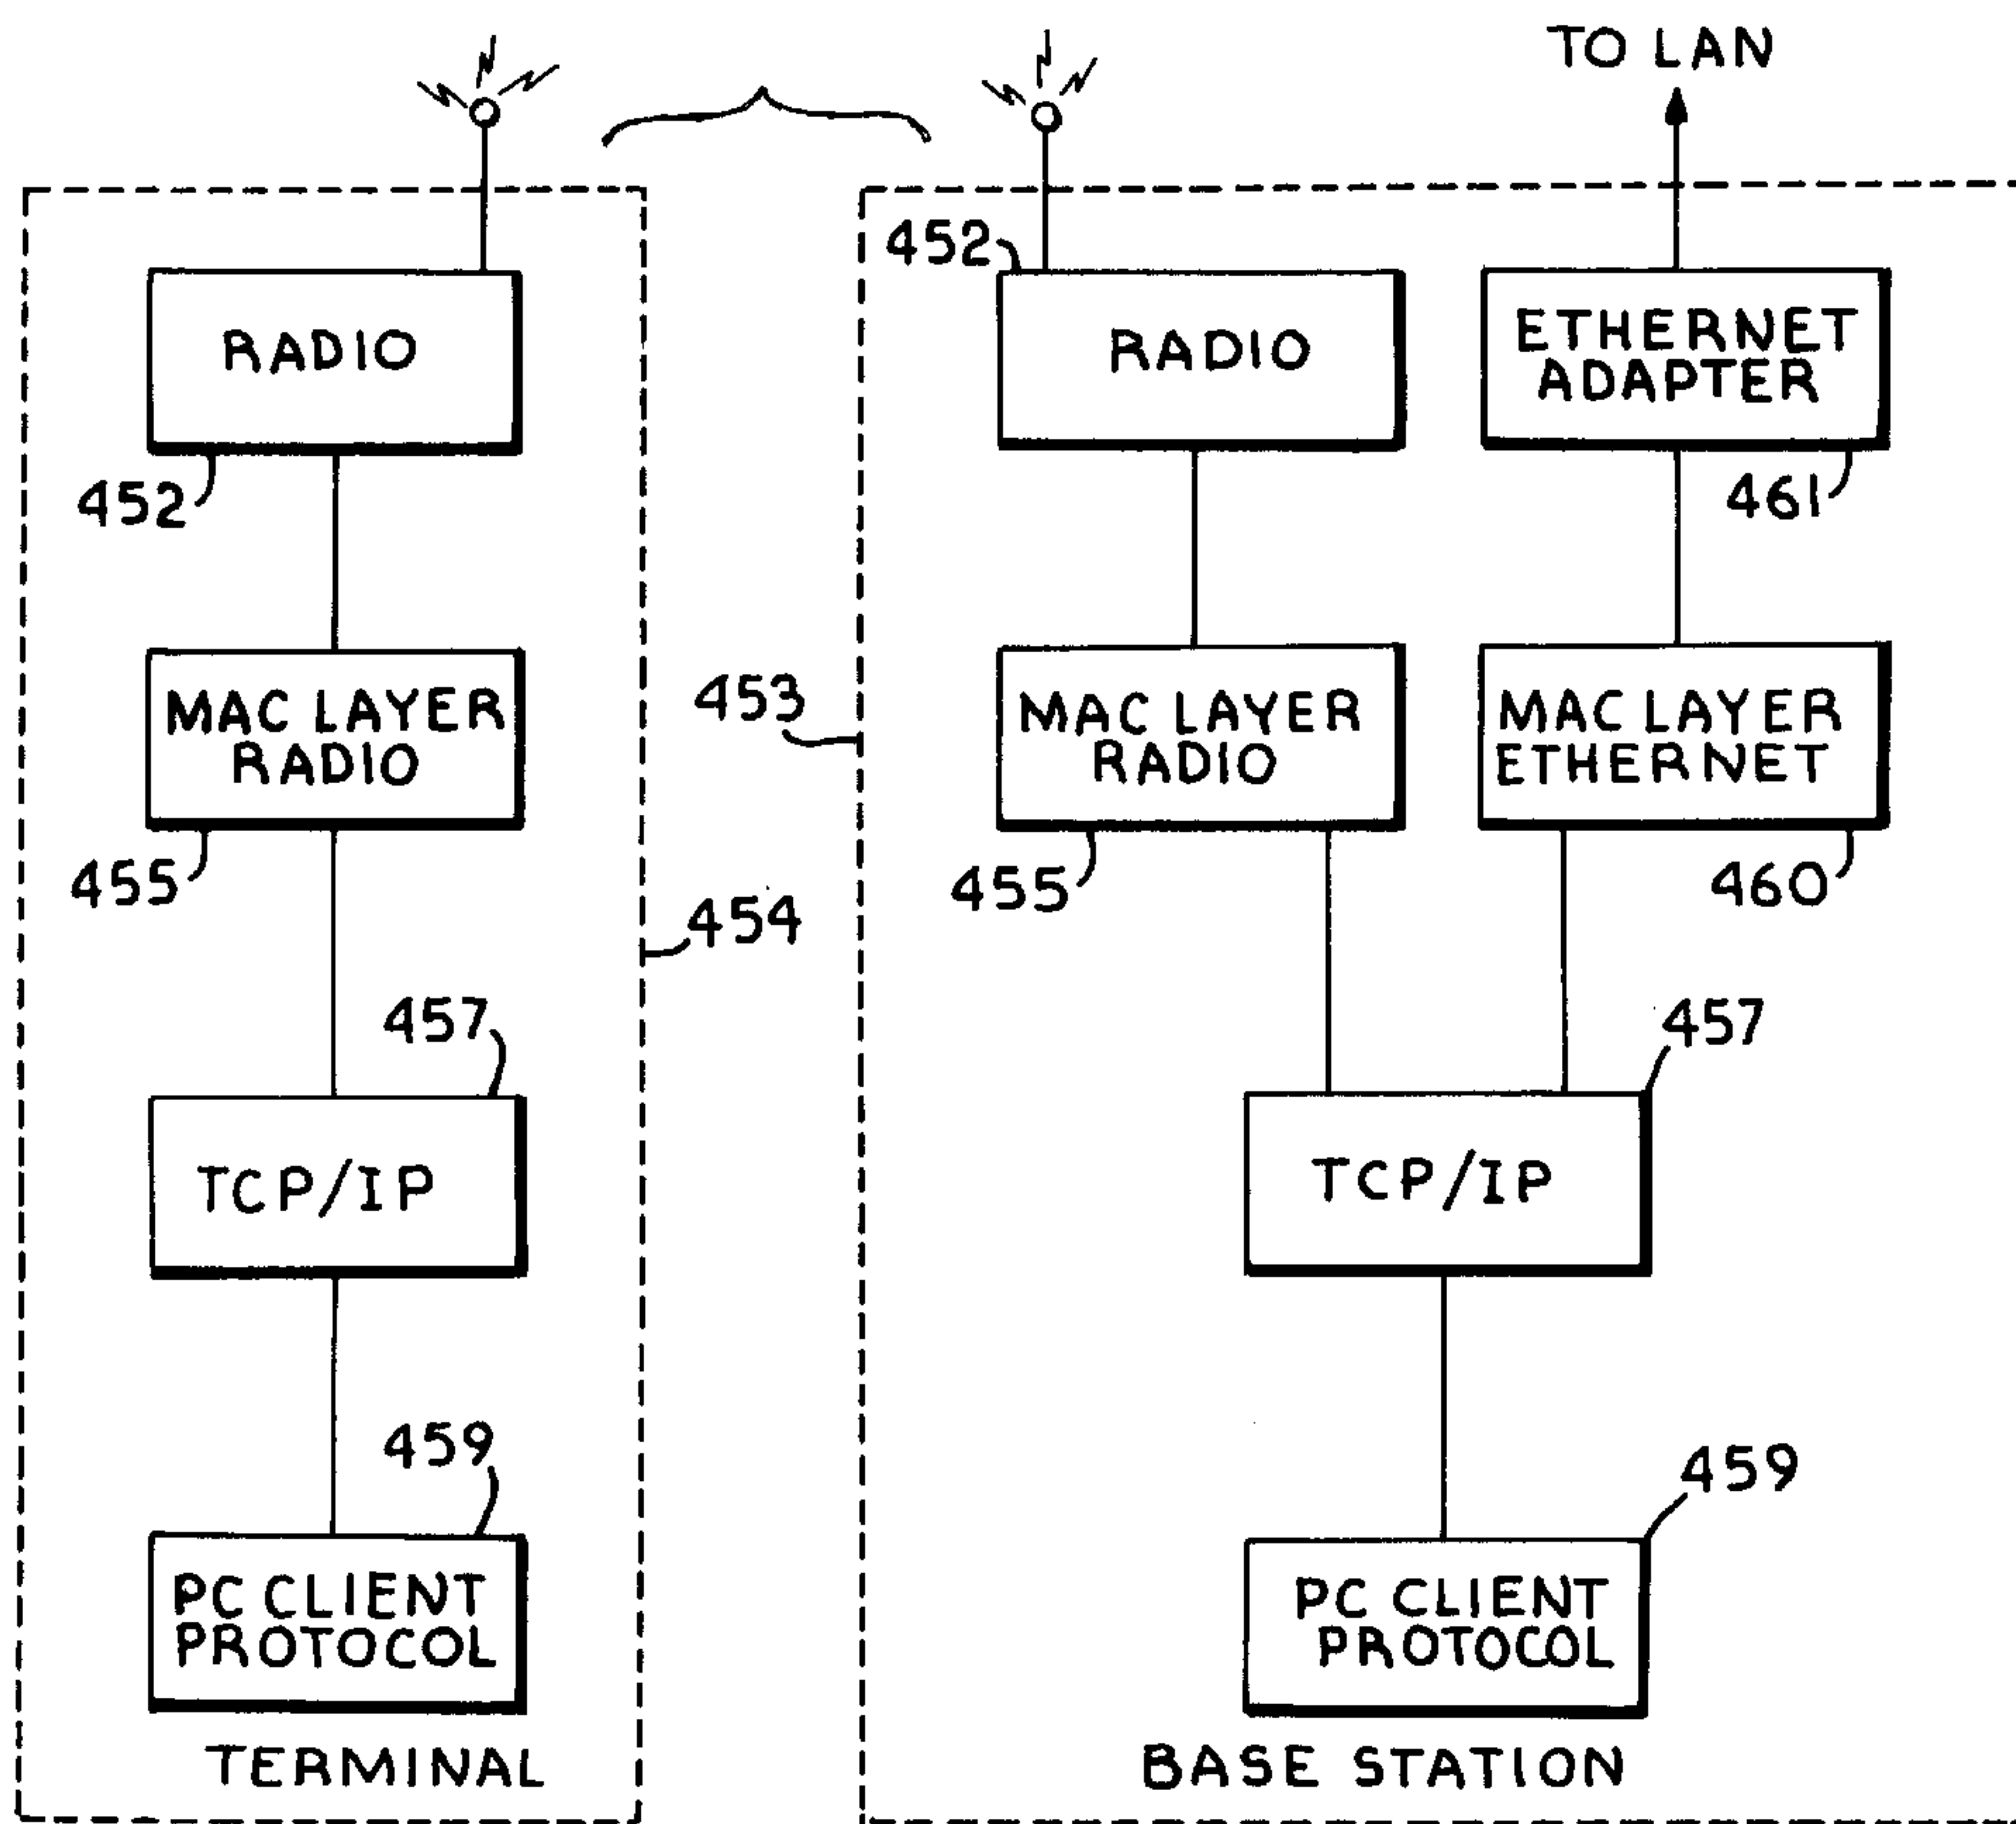 TO LAN
452
RADIO
RADIO
ETHERNET
ADAPTER
452
461
MAC LAYER
RADIO
453
MAC LAYER
RADIO
MAC LAYER
ETHERNET
455
454
455
460
457
457
TCP/IP
TCP/IP
459
459
PC CLIENT
PROTOCOL
PC CLIENT
PROTOCOL
TERMINAL
BASE STATION